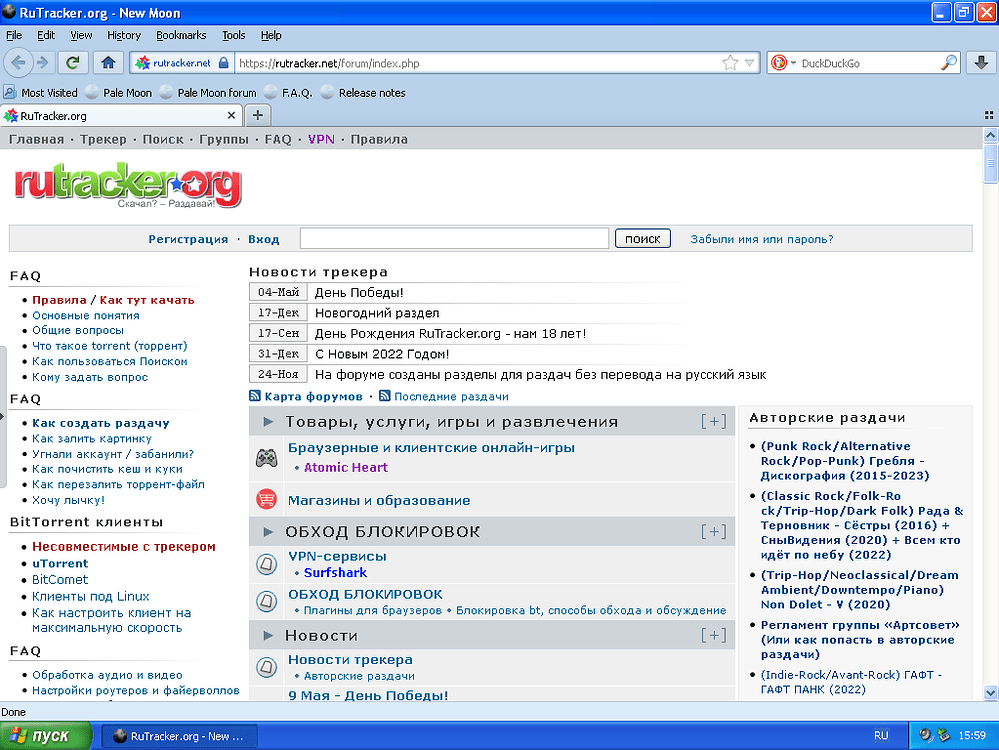 RuTracker.org - New Moon
File Edit View History Bookmarks Tools Help
rutracker.net https://rutracker.net/forum/index.php DuckDuckGo
Most Visited Pale Moon Pale Moon forum F.A.Q. Release notes
RuTracker.org
Главная · Трекер · Поиск · Группы · FAQ · VPN · Правила
rutracker.org
Скачал? – Раздавай!
Регистрация · Вход поиск Забыли имя или пароль?
FAQ
Правила / Как тут качать
Основные понятия
Общие вопросы
Что такое torrent (торрент)
Как пользоваться Поиском
Кому задать вопрос
FAQ
Как создать раздачу
Как залить картинку
Угнали аккаунт / забанили?
Как почистить кеш и куки
Как перезалить торрент-файл
Хочу лычку!
BitTorrent клиенты
Несовместимые с трекером
uTorrent
BitComet
Клиенты под Linux
Как настроить клиент на
максимальную скорость
FAQ
Обработка аудио и видео
Настройки роутеров и файерволлов
Новости трекера
04-Май День Победы!
17-Дек Новогодний раздел
17-Сен День Рождения RuTracker.org - нам 18 лет!
31-Дек С Новым 2022 Годом!
24-Ноя На форуме созданы разделы для раздач без перевода на русский язык
Карта форумов · Последние раздачи
Товары, услуги, игры и развлечения [+]
Браузерные и клиентские онлайн-игры
Atomic Heart
Магазины и образование
ОБХОД БЛОКИРОВОК [+]
VPN-сервисы
Surfshark
ОБХОД БЛОКИРОВОК
Плагины для браузеров Блокировка bt, способы обхода и обсуждение
Новости [+]
Новости трекера
Авторские раздачи
9 Мая - День Победы!
Авторские раздачи
(Punk Rock/Alternative
Rock/Pop-Punk) Гребля -
Дискография (2015-2023)
(Classic Rock/Folk-Ro
ck/Trip-Hop/Dark Folk) Рада &
Терновник - Сёстры (2016) +
СныВидения (2020) + Всем кто
идёт по небу (2022)
(Trip-Hop/Neoclassical/Dream
Ambient/Downtempo/Piano)
Non Dolet - V (2020)
Регламент группы «Артсовет»
(Или как попасть в авторские
раздачи)
(Indie-Rock/Avant-Rock) ГАФТ -
ГАФТ ПАНК (2022)
Done
пуск RuTracker.org - New ... RU 15:59